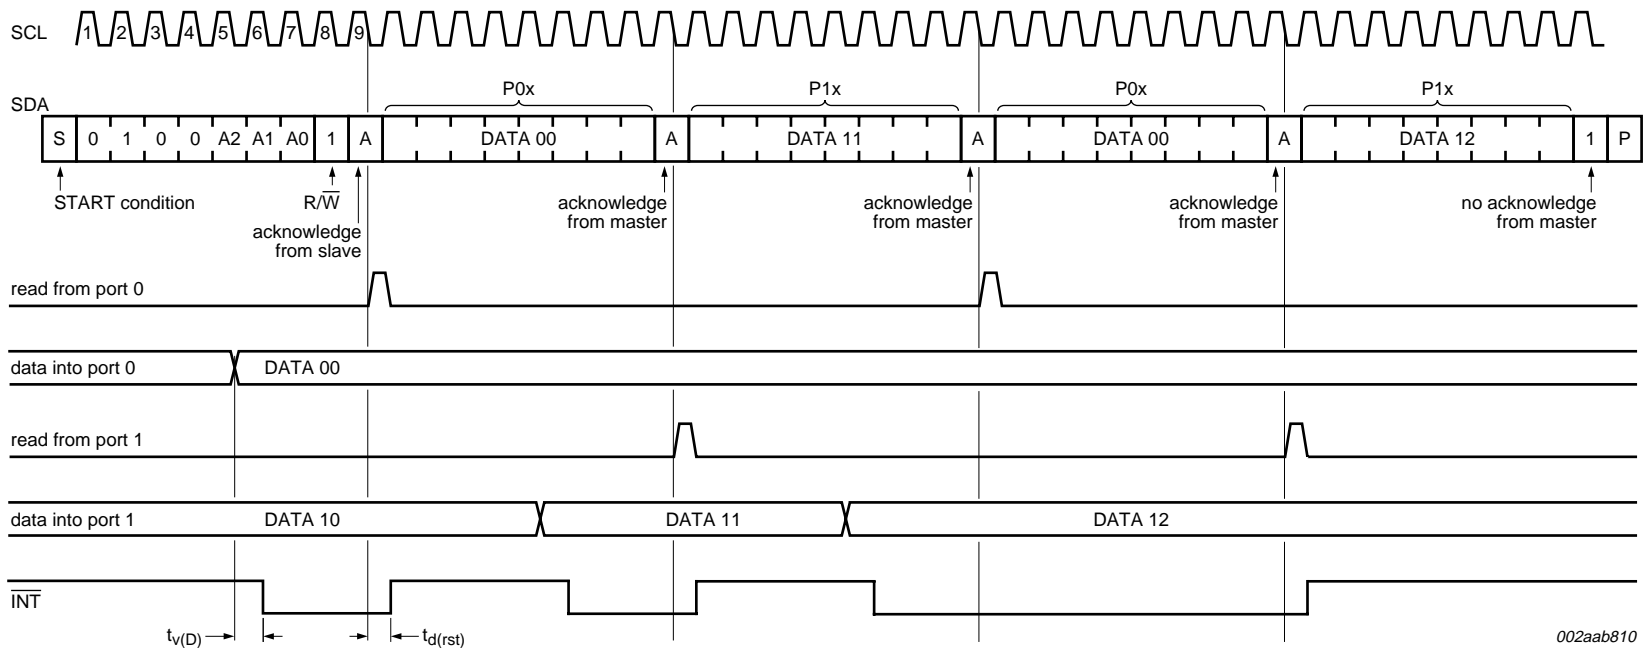 SCL 1 2 3 4 5 6 7 8 9
SDA P0x P1x P0x P1x
S 0 1 0 0 A2 A1 A0 1 A DATA 00 A DATA 11 A DATA 00 A DATA 12 1 P
START condition
R/W
acknowledge
from slave
acknowledge
from master
acknowledge
from master
acknowledge
from master
no acknowledge
from master
read from port 0
data into port 0 DATA 00
read from port 1
data into port 1 DATA 10 DATA 11 DATA 12
INT
tv(D) td(rst)
002aab810